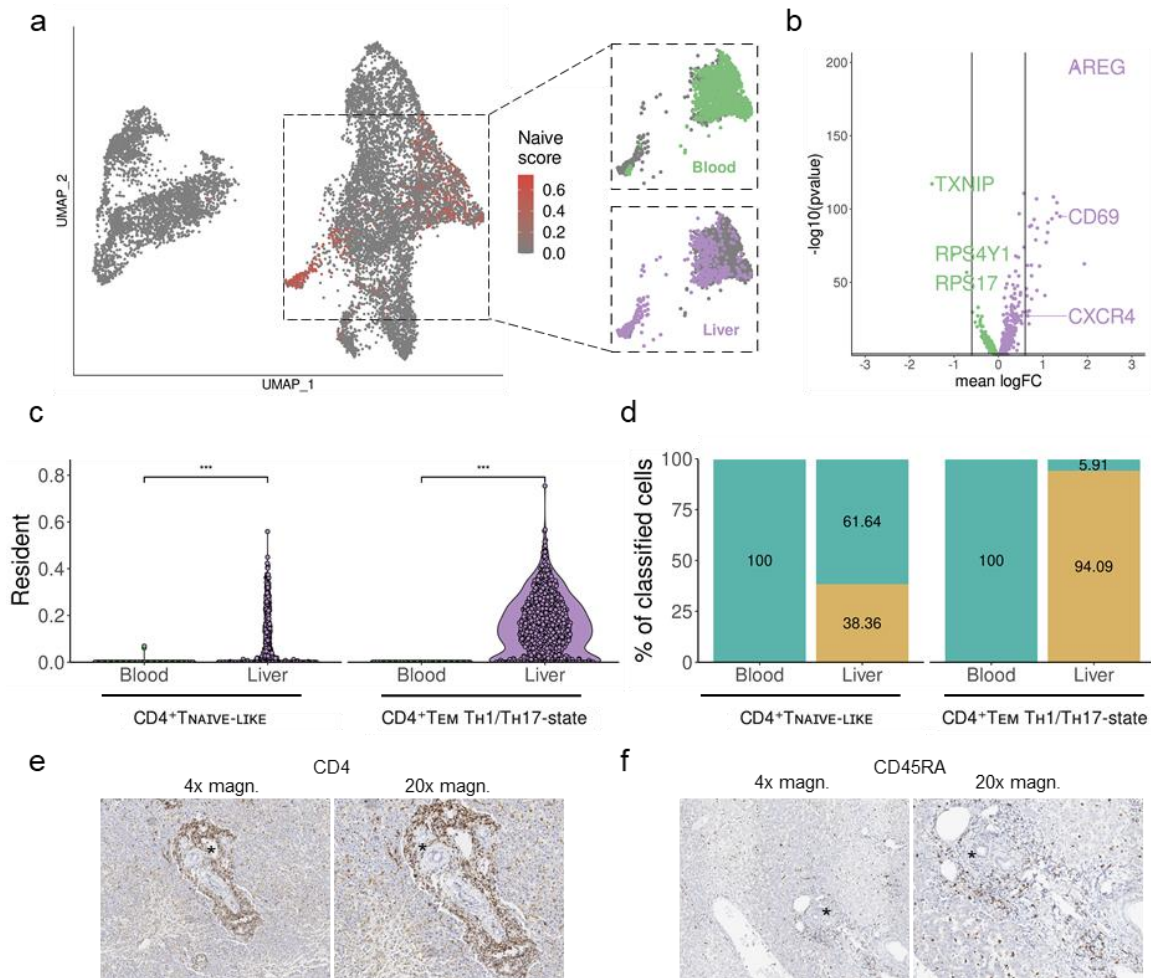 a
UMAP_2
UMAP_1
Naive
score
0.6
0.4
0.2
0.0
Blood
Liver
b
-log10(pvalue)
200
150
100
50
AREG
TXNIP
CD69
RPS4Y1
RPS17
CXCR4
-3 -2 -1 0 1 2 3
mean logFC
c
Resident
0.8
0.6
0.4
0.2
0.0
*** ***
Blood Liver Blood Liver
CD4+TNAIVE-LIKE CD4+TEM TH1/TH17-state
d
% of classified cells
100
75
50
25
0
100 61.64 38.36 100 5.91 94.09
Blood Liver Blood Liver
CD4+TNAIVE-LIKE CD4+TEM TH1/TH17-state
e
CD4
4x magn. 20x magn.
* *
f
CD45RA
4x magn. 20x magn.
* *